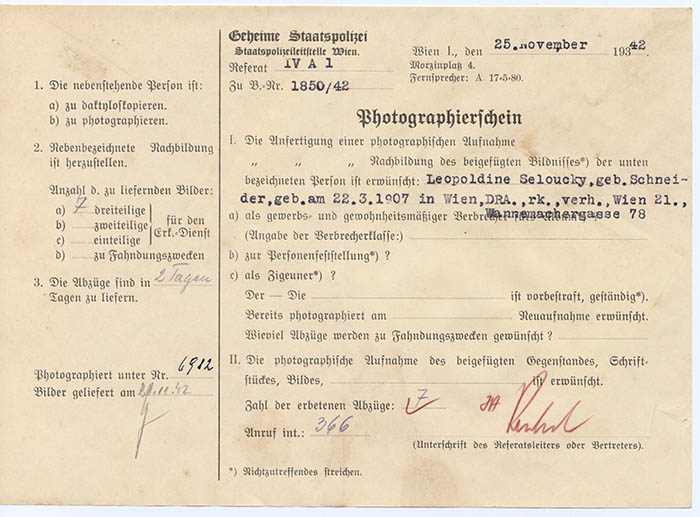 Geheime Staatspolizei
Staatspolizeileitstelle Wien.
Referat IV A 1
Zu B.-Nr. 1850/42
Wien I., den 25.November 193 42
Morzinplatz 4.
Fernsprecher: A 17-5-80.
1. Die nebenstehende Person ist:
a) zu daktyloskopieren.
b) zu photographieren.
2. Nebenbezeichnete Nachbildung
ist herzustellen.
Anzahl d. zu liefernden Bilder:
a) 7 dreiteilige
b) zweiteilige
c) einteilige
für den
Erk.-Dienst
d) zu Fahndungszwecken
3. Die Abzüge sind in 2 Tagen
Tagen zu liefern.
Photographiert unter Nr. 6912
Bilder geliefert am 29.11.42
Photographierschein
I. Die Anfertigung einer photographischen Aufnahme
„ „ „ Nachbildung des beigefügten Bildnisses*) der unten
bezeichneten Person ist erwünscht: Leopoldine Seloucky,geb.Schnei-
der,geb.am 22.3.1907 in Wien,DRA.,rk.,verh.,Wien 21.,
Wannemachergasse 78
a) als gewerbs- und gewohnheitsmäßiger Verbrecher
(Angabe der Verbrecherklasse:)
b) zur Personenfeststellung*) ?
c) als Zigeuner*) ?
Der — Die ist vorbestraft, geständig*).
Bereits photographiert am Neuaufnahme erwünscht.
Wieviel Abzüge werden zu Fahndungszwecken gewünscht ?
II. Die photographische Aufnahme des beigefügten Gegenstandes, Schrift-
stückes, Bildes, ist erwünscht.
Zahl der erbetenen Abzüge: 7
Anruf int.: 366
(Unterschrift des Referatsleiters oder Vertreters).
*) Nichtzutreffendes streichen.